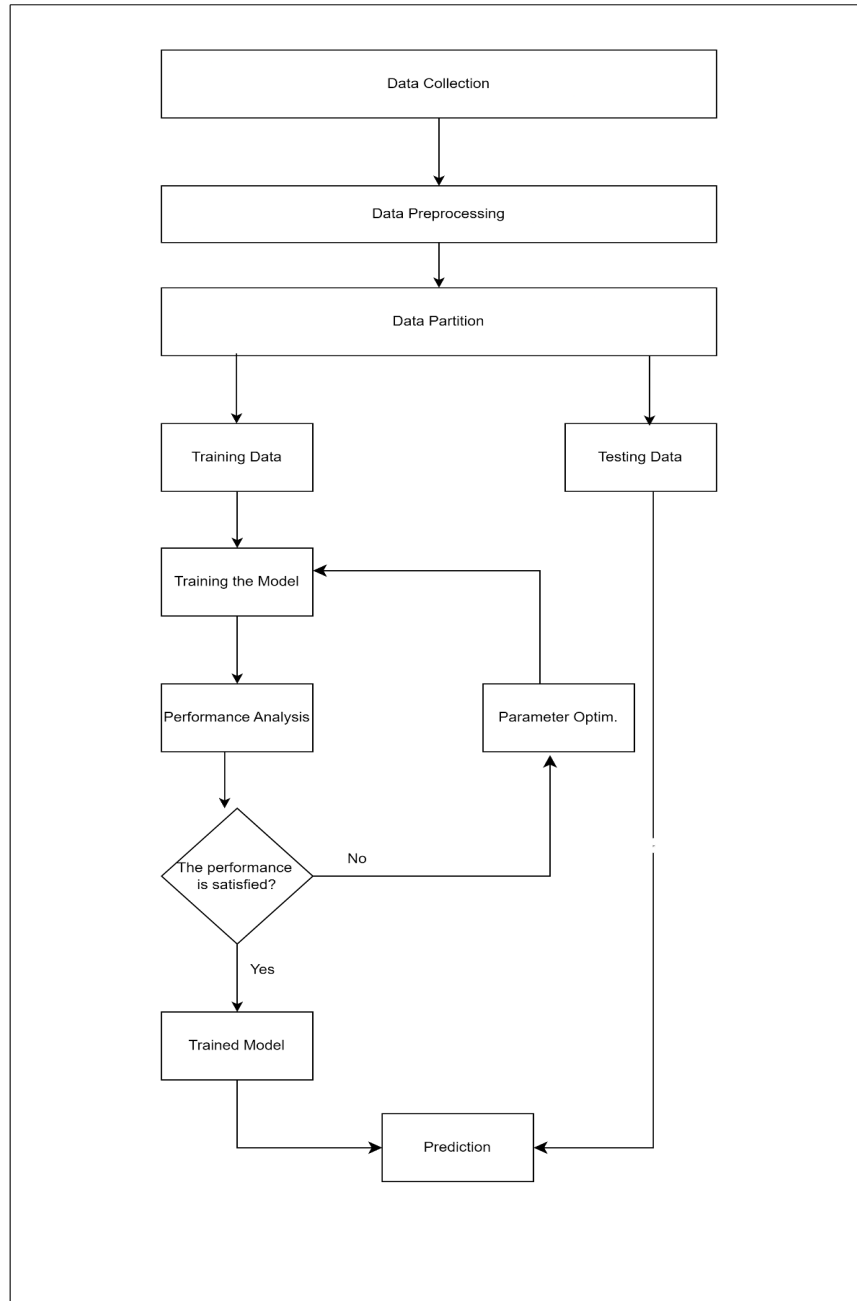 Data Collection
Data Preprocessing
Data Partition
Training Data
Testing Data
Training the Model
Performance Analysis
Parameter Optim.
The performance
is satisfied?
No
Yes
Trained Model
Prediction